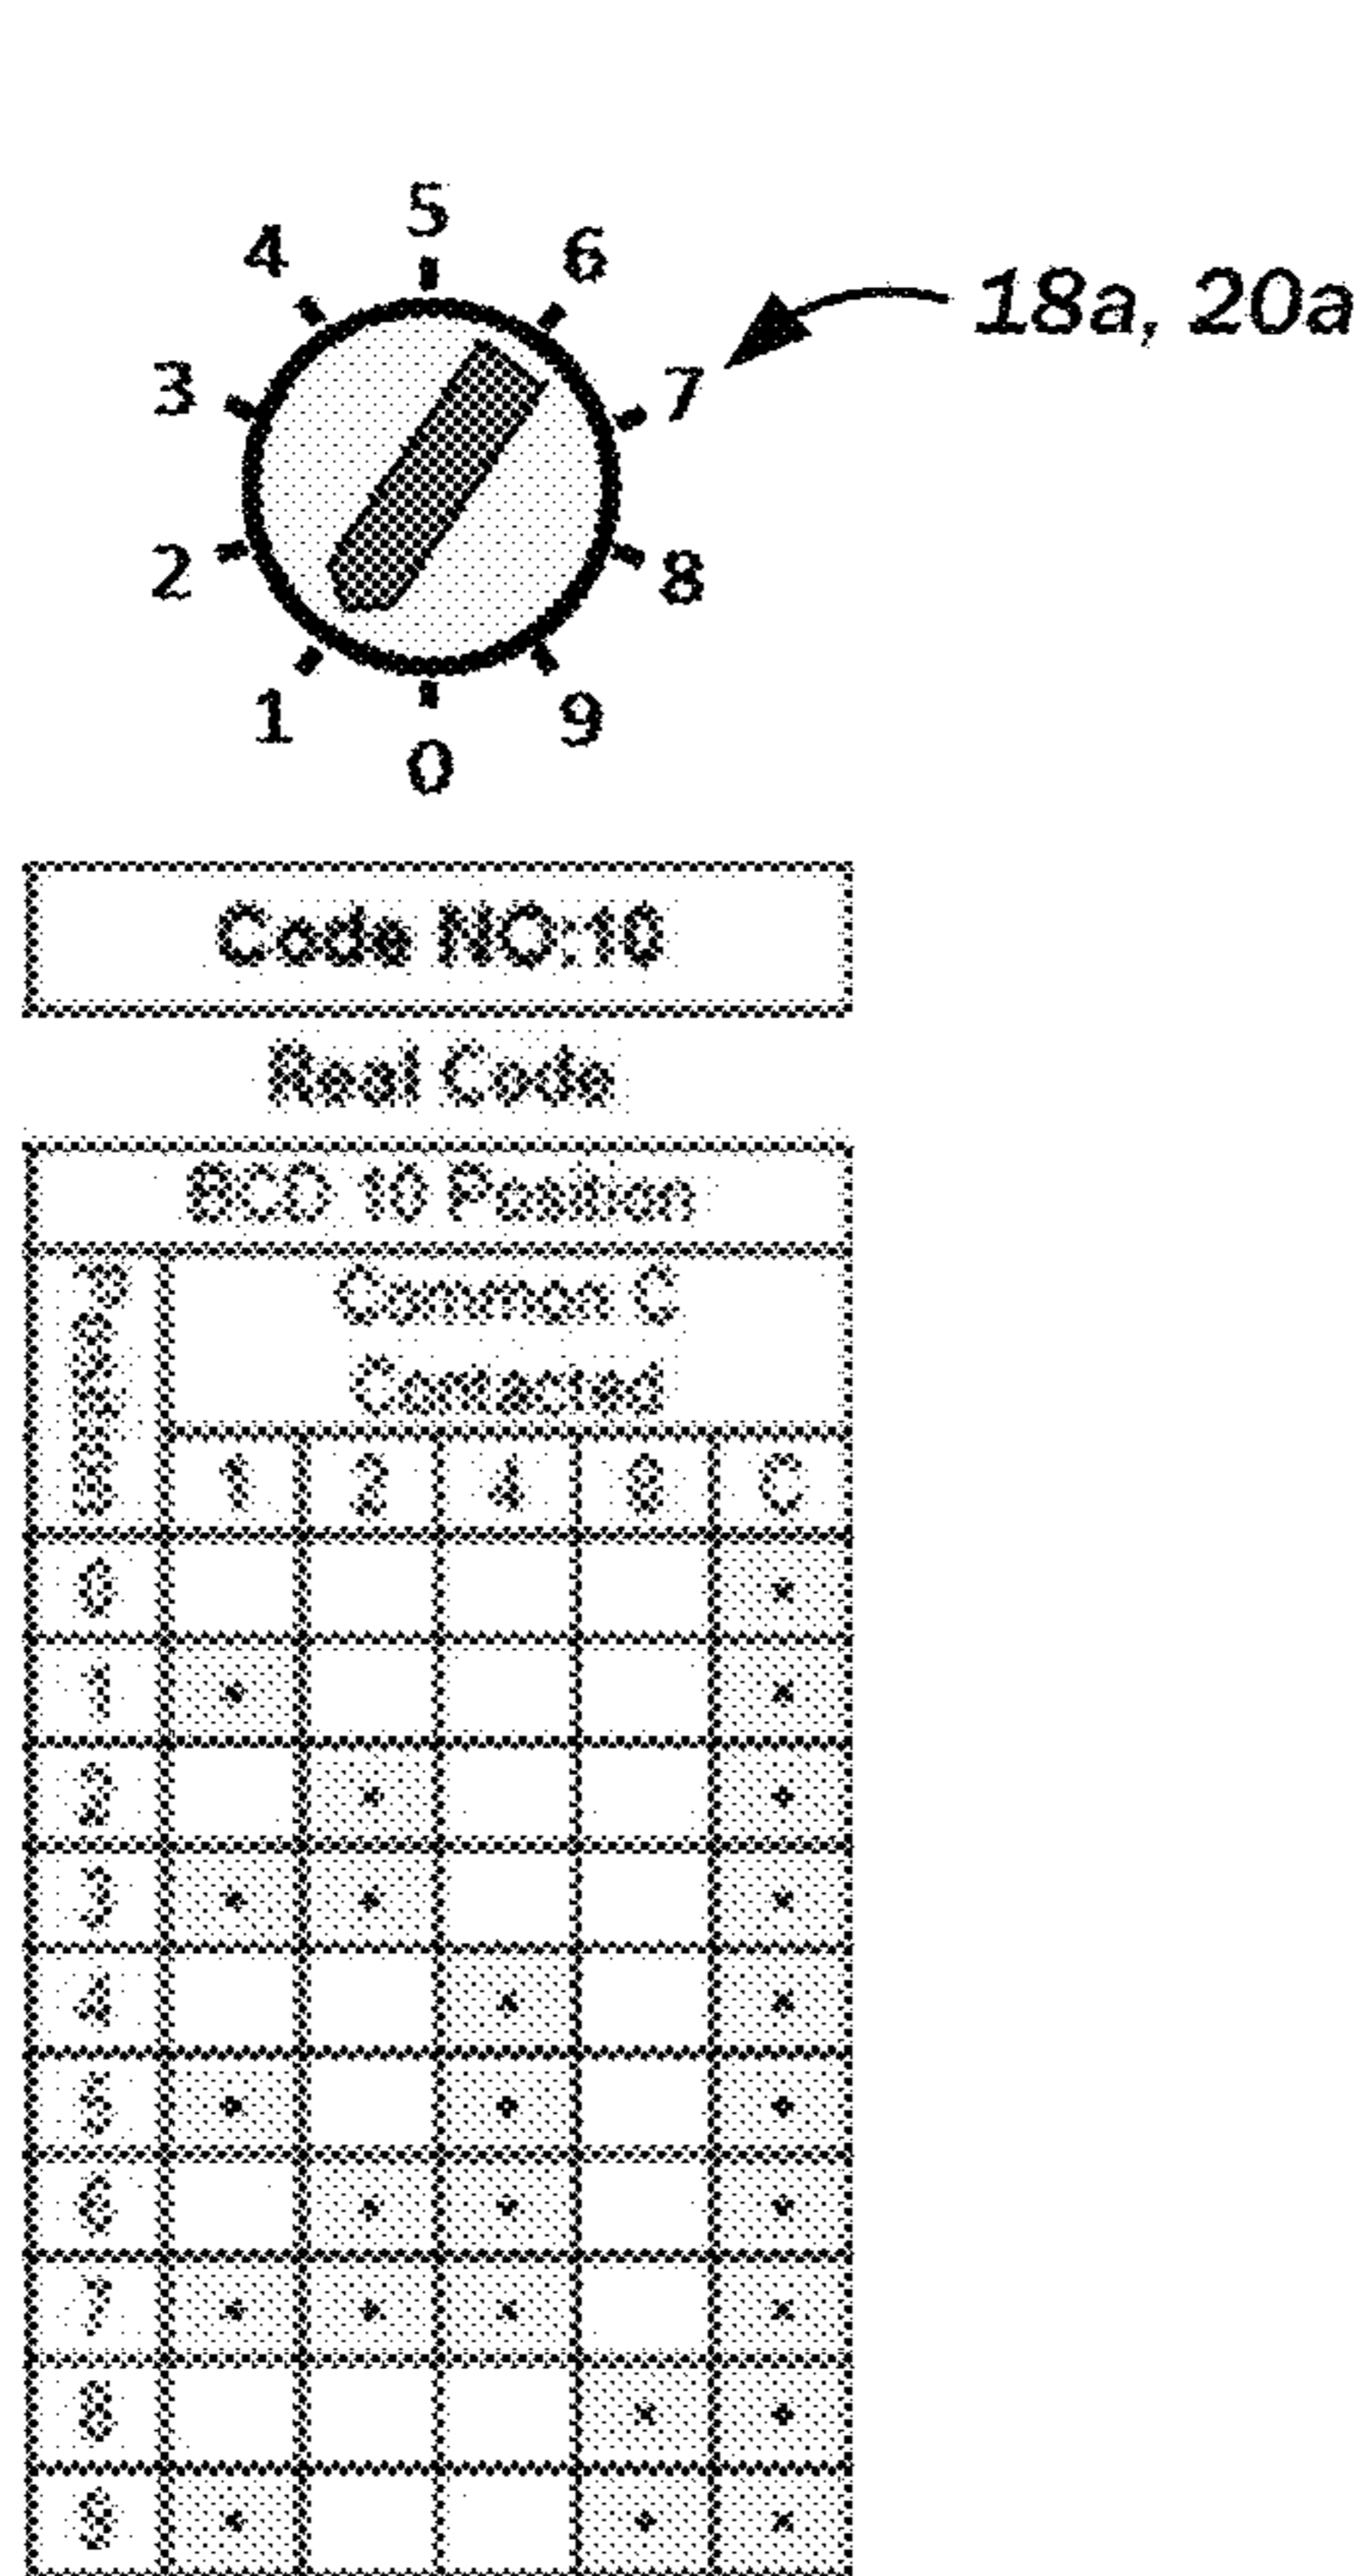 5
4 6
3 7 18a, 20a
2 8
1 9
0
Code NO:10
Real Code
BCD 10 Position
Common C
Contacted
1 2 4 8 C
0 •
1 • •
2 • •
3 • • •
4 • •
5 • • •
6 • • •
7 • • • •
8 • •
9 • • •